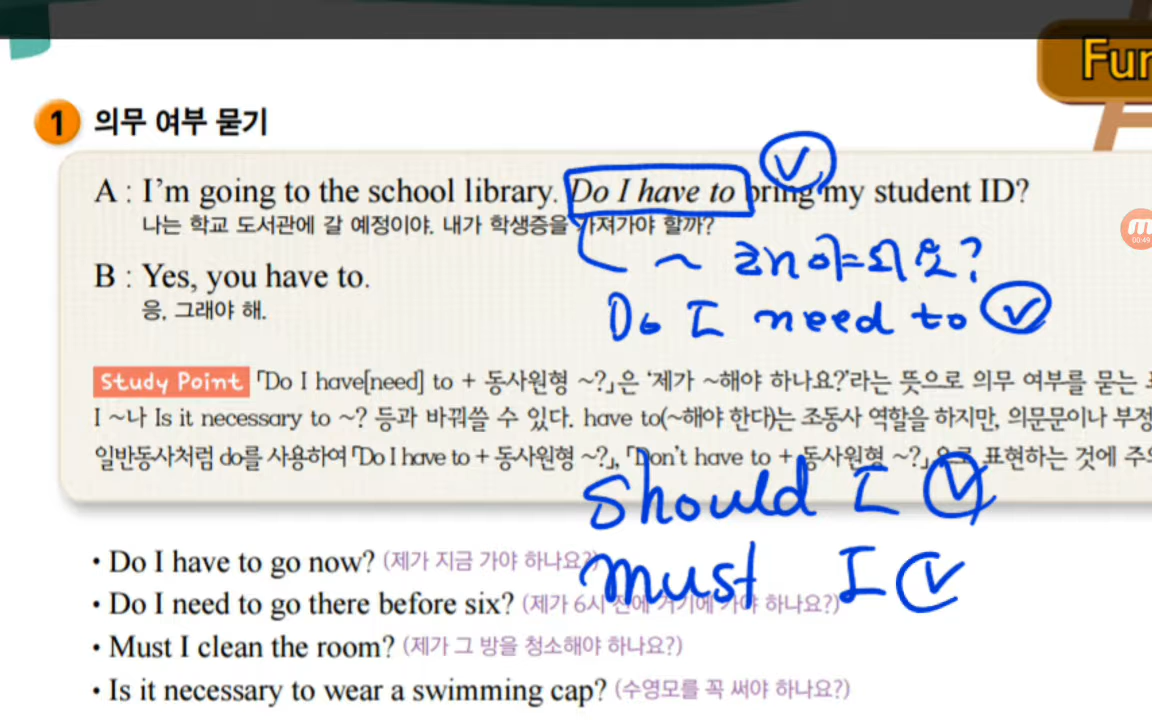 Fun
1 의무 여부 묻기
A : I'm going to the school library. Do I have to bring my student ID?
나는 학교 도서관에 갈 예정이야. 내가 학생증을 가져가야 할까?
~ 해야 되요?
B : Yes, you have to.
응, 그래야 해.
Do I need to V
Study Point 「Do I have[need] to + 동사원형 ~?」은 '제가 ~해야 하나요?'라는 뜻으로 의무 여부를 묻는
I ~나 Is it necessary to ~? 등과 바꿔쓸 수 있다. have to(~해야 한다)는 조동사 역할을 하지만, 의문문이나 부정
일반동사처럼 do를 사용하여 「Do I have to + 동사원형 ~?」, 「Don't have to + 동사원형 ~?」으로 표현하는 것에 주의
should I V
must I V
• Do I have to go now? (제가 지금 가야 하나요?)
• Do I need to go there before six? (제가 6시 전에 거기에 가야 하나요?)
• Must I clean the room? (제가 그 방을 청소해야 하나요?)
• Is it necessary to wear a swimming cap? (수영모를 꼭 써야 하나요?)
V
00:49